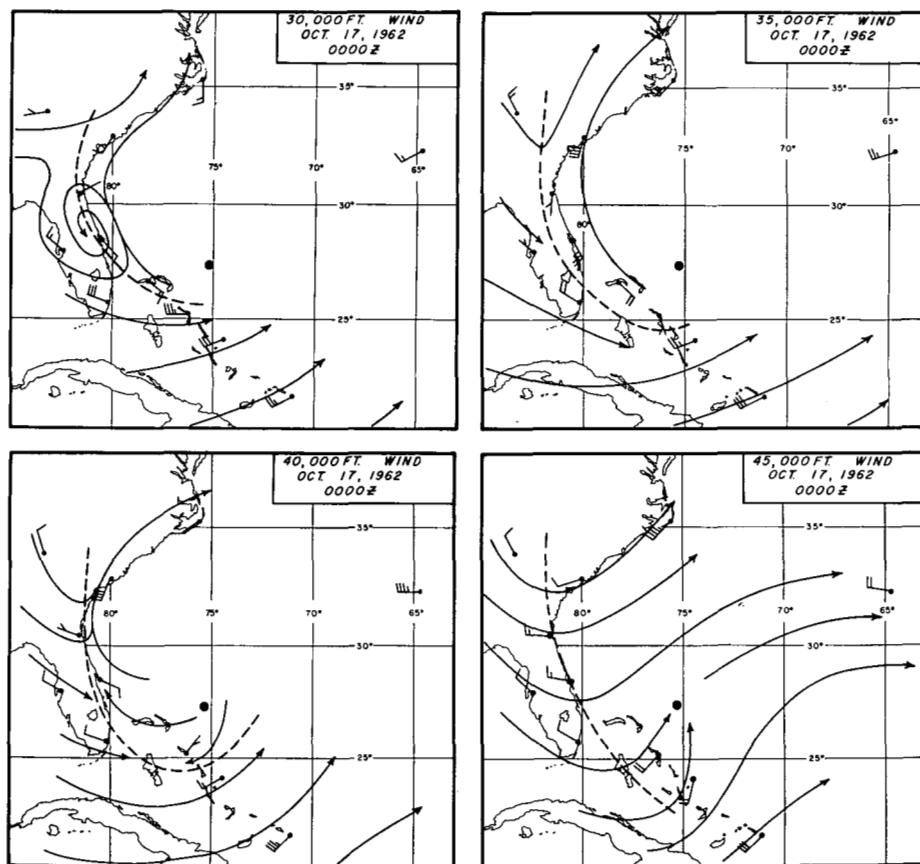 30,000 FT. WIND
OCT. 17, 1962
0000Z
35°
75°
70°
65°
80°
30°
25°
35,000 FT. WIND
OCT. 17, 1962
0000Z
35°
65°
75°
70°
30°
80°
25°
40,000 FT. WIND
OCT. 17, 1962
0000Z
35°
80°
75°
70°
65°
30°
25°
45,000 FT. WIND
OCT. 17, 1962
0000Z
35°
80°
75°
70°
65°
30°
25°